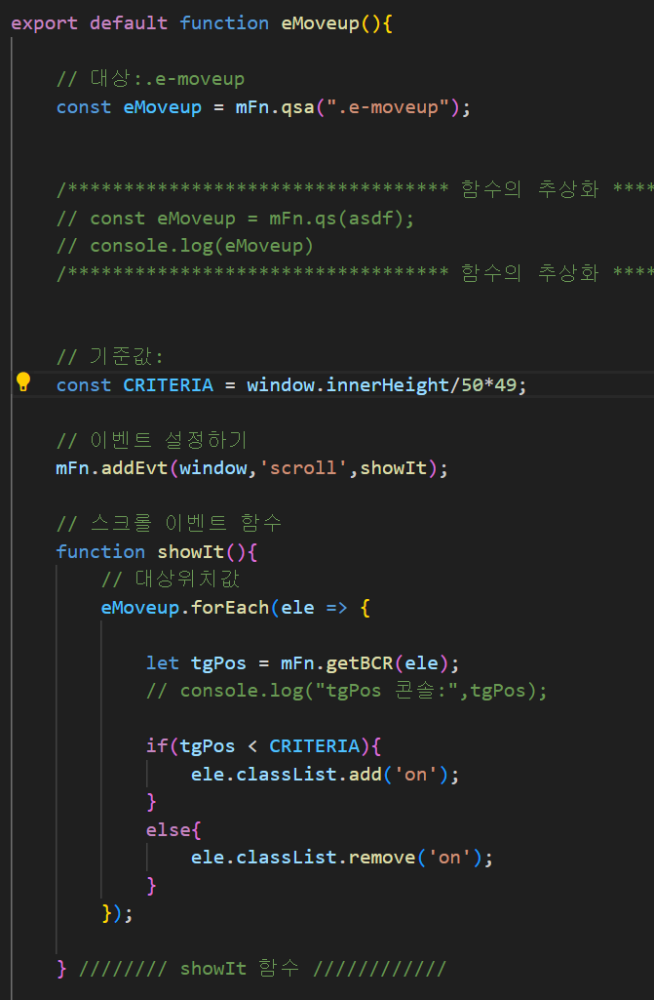 export default function eMoveup(){
// 대상:.e-moveup
const eMoveup = mFn.qsa(".e-moveup");
/********************************** 함수의 추상화 ****
// const eMoveup = mFn.qs(asdf);
// console.log(eMoveup)
/********************************** 함수의 추상화 ****
// 기준값:
const CRITERIA = window.innerHeight/50*49;
// 이벤트 설정하기
mFn.addEvt(window,'scroll',showIt);
// 스크롤 이벤트 함수
function showIt(){
// 대상위치값
eMoveup.forEach(ele => {
let tgPos = mFn.getBCR(ele);
// console.log("tgPos 콘솔:",tgPos);
if(tgPos < CRITERIA){
ele.classList.add('on');
}
else{
ele.classList.remove('on');
}
});
} //////// showIt 함수 ////////////